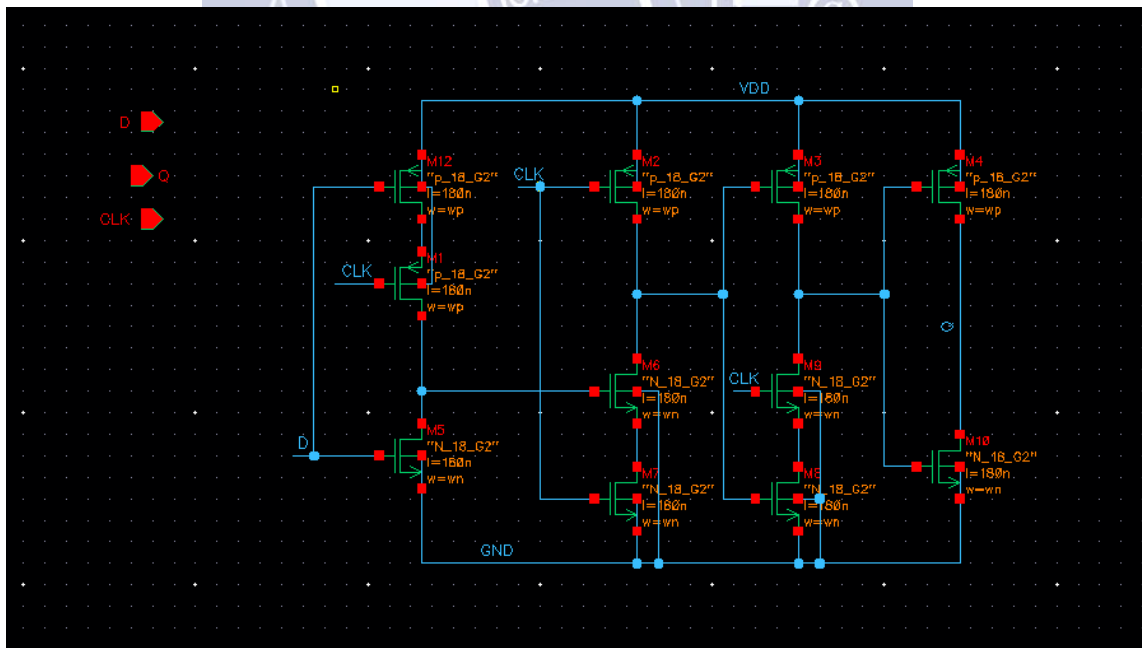 VDD
D
Q
CLK
M12
"p_18_G2"
l=180n
w=wp
CLK
M2
"p_18_G2"
l=180n
w=wp
M3
"p_18_G2"
l=180n
w=wp
M4
"p_18_G2"
l=180n
w=wp
CLK
M1
"p_18_G2"
l=180n
w=wp
Q
M6
"N_18_G2"
l=180n
w=wn
CLK
M9
"N_18_G2"
l=180n
w=wn
D
M5
"N_18_G2"
l=180n
w=wn
M7
"N_18_G2"
l=180n
w=wn
M8
"N_18_G2"
l=180n
w=wn
M10
"N_18_G2"
l=180n
w=wn
GND